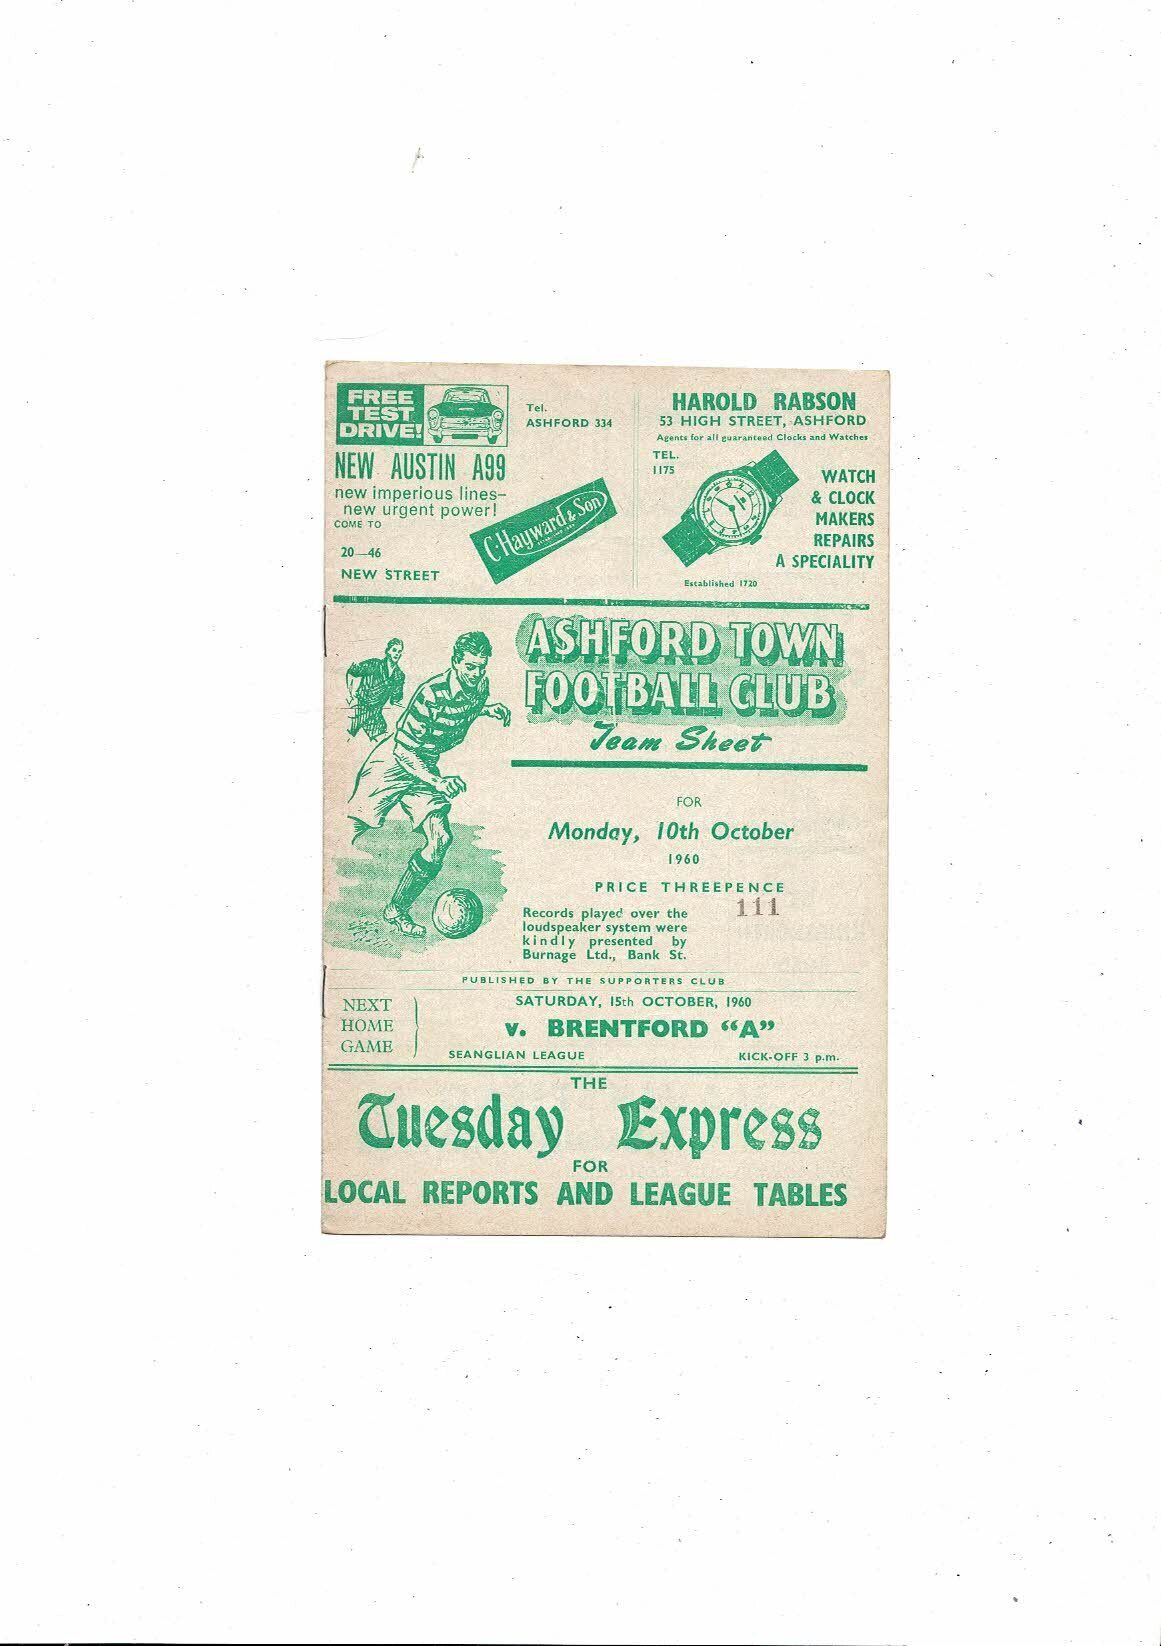 FREE
TEST
DRIVE!
NEW AUSTIN A99
new imperious lines—
new urgent power!
COME TO
20—46
NEW STREET
Tel.
ASHFORD 334
C. Hayward & Son
HAROLD RABSON
53 HIGH STREET, ASHFORD
Agents for all guaranteed Clocks and Watches
TEL.
1175
WATCH
& CLOCK
MAKERS
REPAIRS
A SPECIALITY
Established 1720
ASHFORD TOWN
FOOTBALL CLUB
Team Sheet
FOR
Monday, 10th October
1960
PRICE THREEPENCE
111
Records played over the
loudspeaker system were
kindly presented by
Burnage Ltd., Bank St.
PUBLISHED BY THE SUPPORTERS CLUB
NEXT
HOME
GAME
SATURDAY, 15th OCTOBER, 1960
v. BRENTFORD “A”
SEANGLIAN LEAGUE
KICK-OFF 3 p.m.
THE
Tuesday Express
FOR
LOCAL REPORTS AND LEAGUE TABLES